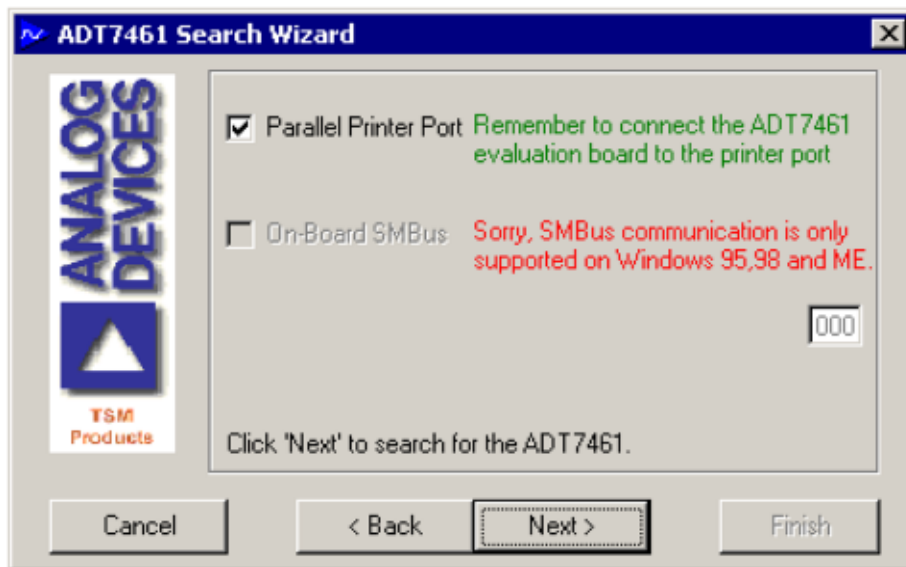 ADT7461 Search Wizard
ANALOG
DEVICES
TSM
Products
Parallel Printer Port
Remember to connect the ADT7461
evaluation board to the printer port
On-Board SMBus
Sorry, SMBus communication is only
supported on Windows 95,98 and ME.
000
Click 'Next' to search for the ADT7461.
Cancel
< Back
Next >
Finish